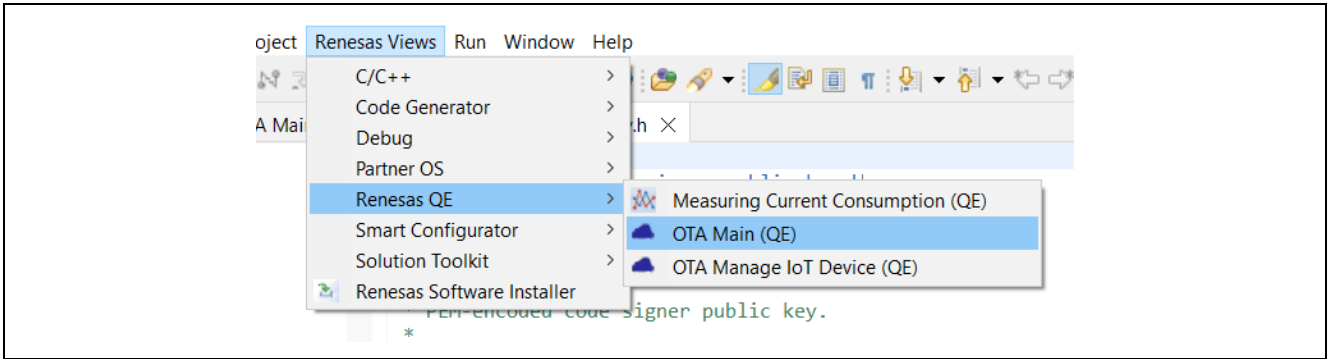 oject Renesas Views Run Window Help
C/C++ >
Code Generator >
A Mai .h ×
Debug >
Partner OS >
Renesas QE >
Measuring Current Consumption (QE)
Smart Configurator >
OTA Main (QE)
Solution Toolkit >
OTA Manage IoT Device (QE)
Renesas Software Installer
* PEM-encoded code signer public key.
*